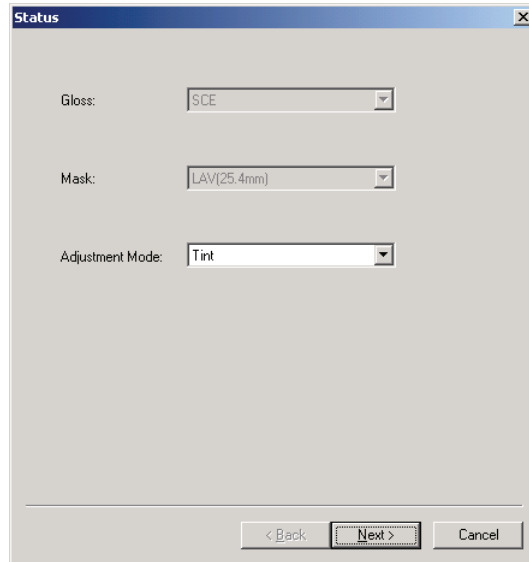 Status
Gloss: SCE
Mask: LAV(25.4mm)
Adjustment Mode: Tint
< Back Next > Cancel